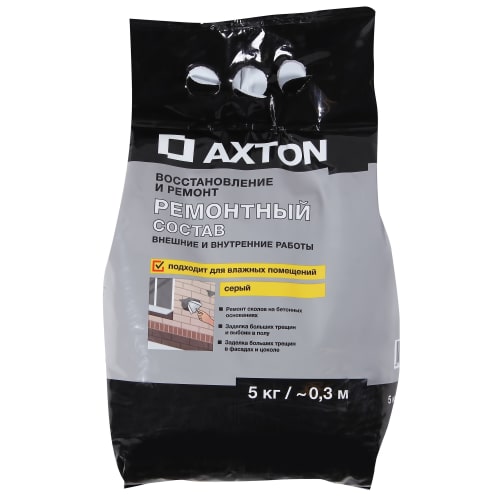 AXTON
ВОССТАНОВЛЕНИЕ
И РЕМОНТ
РЕМОНТНЫЙ
СОСТАВ
ВНЕШНИЕ И ВНУТРЕННИЕ РАБОТЫ
подходит для влажных помещений
серый
Ремонт сколов на бетонных
основаниях
Заделка больших трещин
и выбоин в полу
Заделка больших трещин
в фасадах и цоколе
5 кг / ~0,3 м